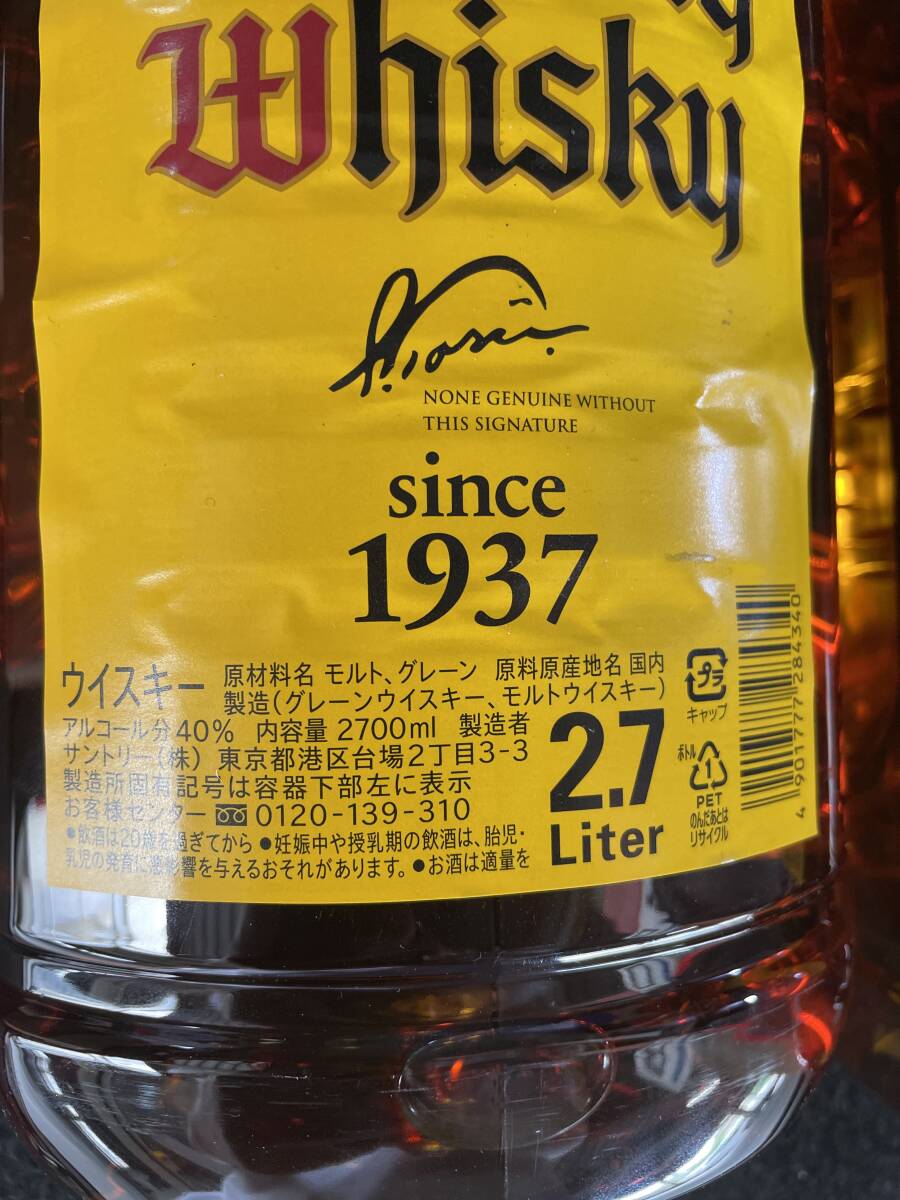 Whisky
NONE GENUINE WITHOUT
THIS SIGNATURE
since
1937
ウイスキー 原材料名 モルト、グレーン 原料原産地名 国内
製造(グレーンウイスキー、モルトウイスキー)
アルコール分40% 内容量 2700ml 製造者
サントリー(株) 東京都港区台場2丁目3-3
製造所固有記号は容器下部左に表示
お客様センター 0120-139-310
●飲酒は20歳を過ぎてから ●妊娠中や授乳期の飲酒は、胎児・
乳児の発育に悪影響を与えるおそれがあります。 ●お酒は適量を
2.7
Liter
プラ
キャップ
ボトル
1
PET
のんだあとは
リサイクル
4 901777 284340